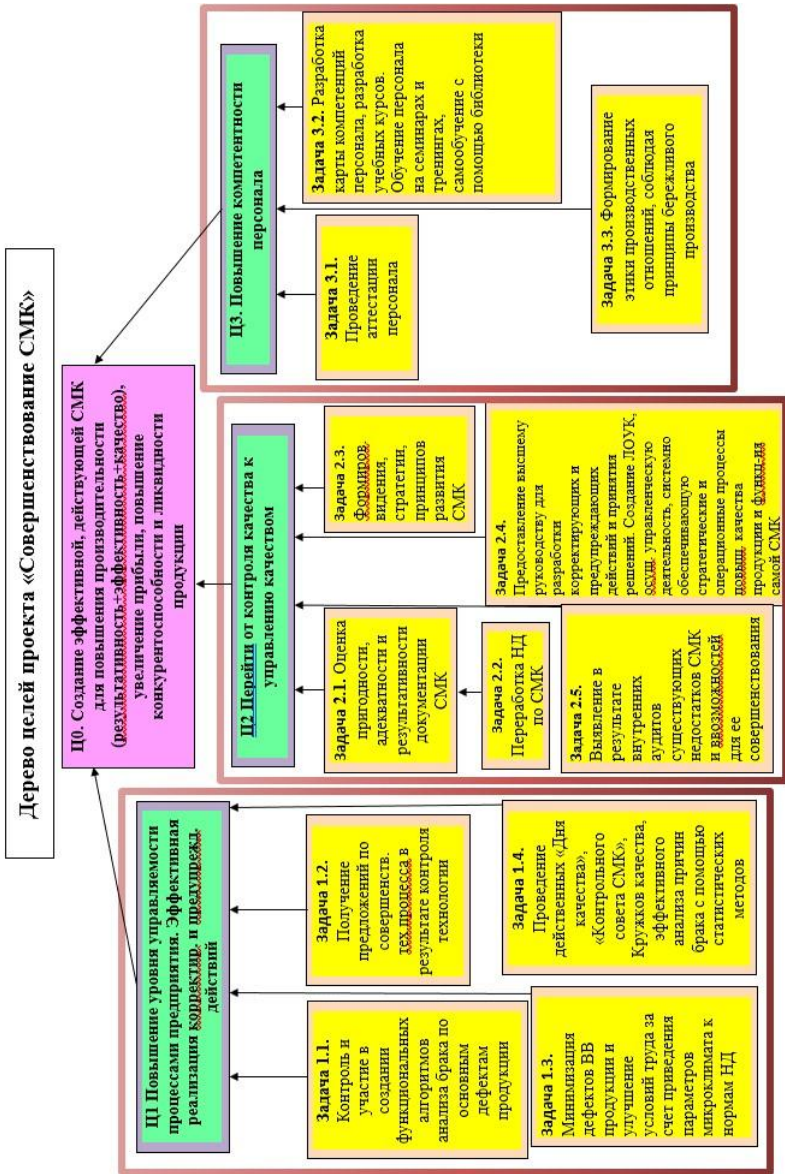 Дерево целей проекта «Совершенствование СМК»
Ц0. Создание эффективной, действующей СМК
для повышения производительности
(результативность+эффективность+качество),
увеличение прибыли, повышение
конкурентоспособности и ликвидности
продукции
Ц1 Повышение уровня управляемости
процессами предприятия. Эффективная
реализация корректир. и предупрежд.
действий
Задача 1.1.
Контроль и
участие в
создании
функциональных
алгоритмов
анализа брака по
основным
дефектам
продукции
Задача 1.2.
Получение
предложений по
совершенств.
тех.процесса в
результате контроля
технологии
Задача 1.3.
Минимизация
дефектов ВВ
продукции и
улучшение
условий труда за
счет приведения
параметров
микроклимата к
нормам НД
Задача 1.4.
Проведение
действенных «Дня
качества»,
«Контрольного
совета СМК»,
Кружков качества,
эффективного
анализа причин
брака с помощью
статистических
методов
Ц2 Перейти от контроля качества к
управлению качеством
Задача 2.1. Оценка
пригодности,
адекватности и
результативности
документации
СМК
Задача 2.2.
Переработка НД
по СМК
Задача 2.3.
Формиров
видения,
стратегии,
принципов
развития
СМК
Задача 2.4.
Предоставление высшему
руководству для
разработки
корректирующих и
предупреждающих
действий и принятия
решений. Создание ЛОУК,
осущ. управленческую
деятельность, системно
обеспечивающую
стратегические и
операционные процессы
повыш. качества
продукции и функц-ия
самой СМК
Задача 2.5.
Выявление в
результате
внутренних
аудитов
существующих
недостатков СМК
и ввозможностей
для ее
совершенствования
Ц3. Повышение компетентности
персонала
Задача 3.1.
Проведение
аттестации
персонала
Задача 3.2. Разработка
карты компетенций
персонала, разработка
учебных курсов.
Обучение персонала
на семинарах и
тренингах,
самообучение с
помощью библиотеки
Задача 3.3. Формирование
этики производственных
отношений, соблюдая
принципы бережливого
производства